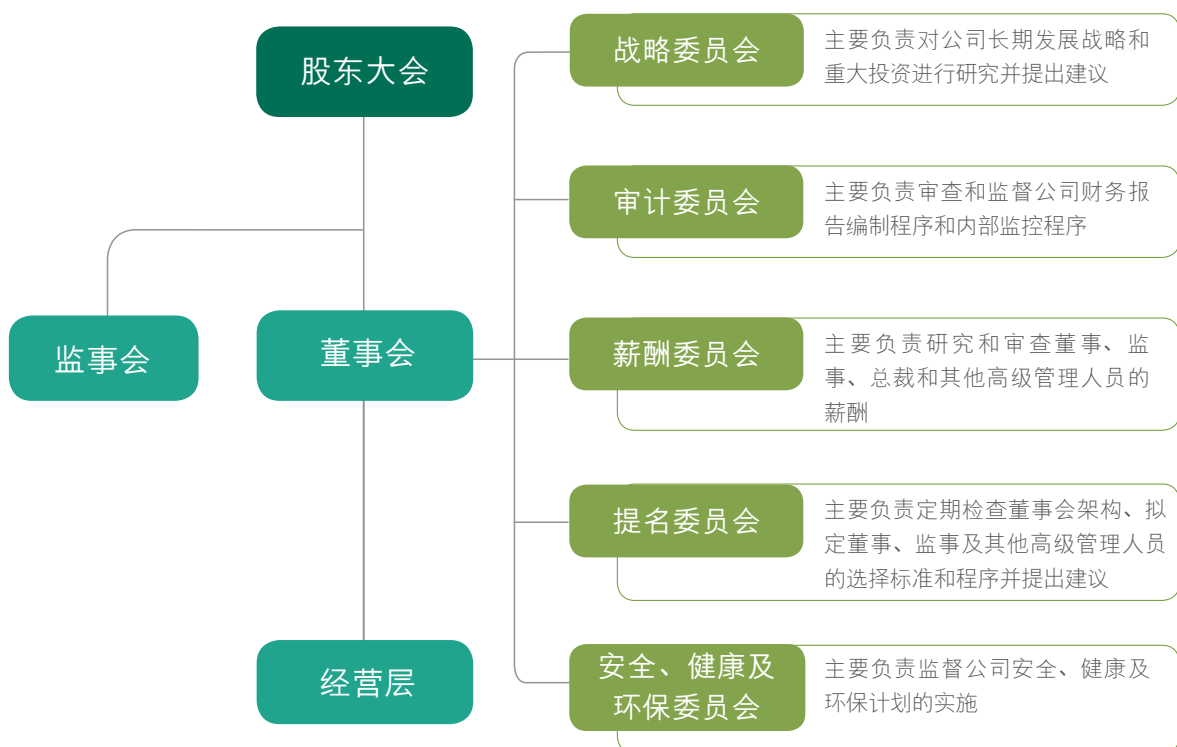 股东大会
监事会
董事会
经营层
战略委员会
主要负责对公司长期发展战略和
重大投资进行研究并提出建议
审计委员会
主要负责审查和监督公司财务报
告编制程序和内部监控程序
薪酬委员会
主要负责研究和审查董事、监
事、总裁和其他高级管理人员的
薪酬
提名委员会
主要负责定期检查董事会架构、拟
定董事、监事及其他高级管理人员
的选择标准和程序并提出建议
安全、健康及
环保委员会
主要负责监督公司安全、健康及
环保计划的实施